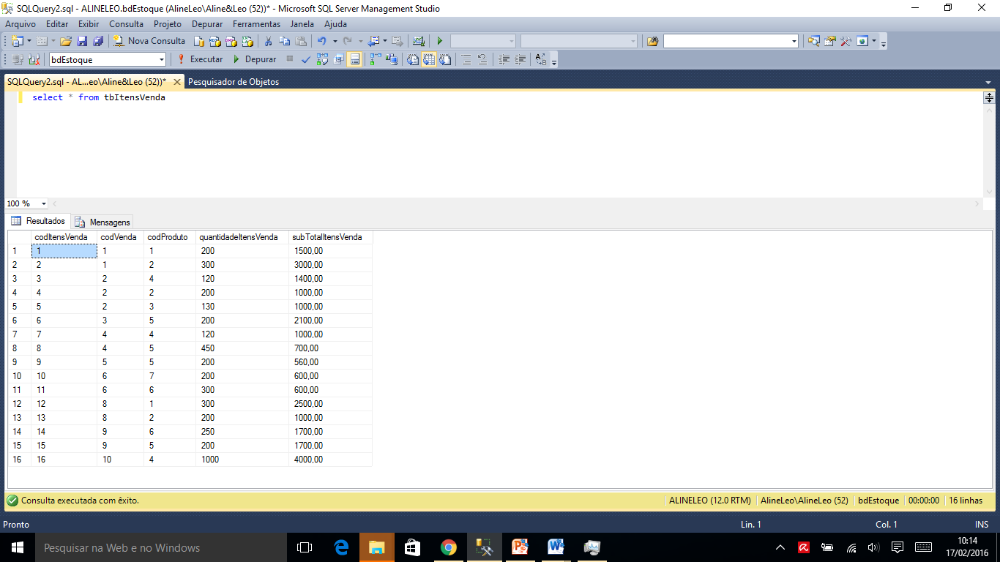 SQLQuery2.sql - ALINELEO.bdEstoque (AlineLeo\Aline&Leo (52))* - Microsoft SQL Server Management Studio
Arquivo Editar Exibir Consulta Projeto Depurar Ferramentas Janela Ajuda
Nova Consulta
bdEstoque Executar Depurar
SQLQuery2.sql - AL...eo\Aline&Leo (52))* Pesquisador de Objetos
select * from tbItensVenda
100 %
Resultados Mensagens
codItensVenda codVenda codProduto quantidadeItensVenda subTotalItensVenda
1 1 1 1 200 1500,00
2 2 1 2 300 3000,00
3 3 2 4 120 1400,00
4 4 2 2 200 1000,00
5 5 2 3 130 1000,00
6 6 3 5 200 2100,00
7 7 4 4 120 1000,00
8 8 4 5 450 700,00
9 9 5 5 200 560,00
10 10 6 7 200 600,00
11 11 6 6 300 600,00
12 12 8 1 300 2500,00
13 13 8 2 200 1000,00
14 14 9 6 250 1700,00
15 15 9 5 200 1700,00
16 16 10 4 1000 4000,00
Consulta executada com êxito. ALINELEO (12.0 RTM) AlineLeo\AlineLeo (52) bdEstoque 00:00:00 16 linhas
Pronto Lin. 1 Col. 1 INS
Pesquisar na Web e no Windows
10:14
17/02/2016